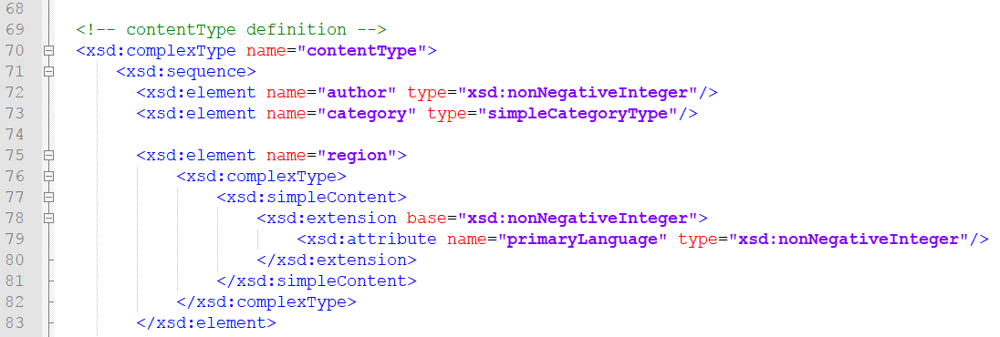 68
69 <!-- contentType definition -->
70 <xsd:complexType name="contentType">
71 <xsd:sequence>
72 <xsd:element name="author" type="xsd:nonNegativeInteger"/>
73 <xsd:element name="category" type="simpleCategoryType"/>
74
75 <xsd:element name="region">
76 <xsd:complexType>
77 <xsd:simpleContent>
78 <xsd:extension base="xsd:nonNegativeInteger">
79 <xsd:attribute name="primaryLanguage" type="xsd:nonNegativeInteger"/>
80 </xsd:extension>
81 </xsd:simpleContent>
82 </xsd:complexType>
83 </xsd:element>